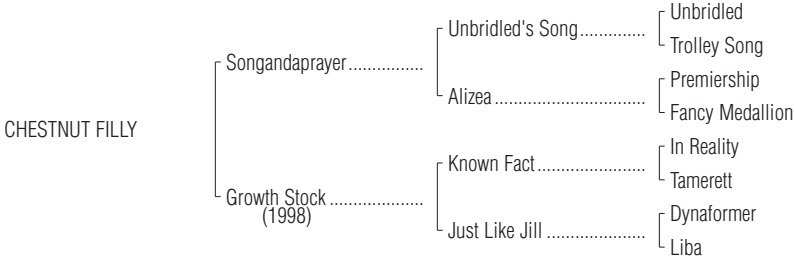 Unbridled
Unbridled's Song..............
Trolley Song
Songandaprayer................
Premiership
Alizea................................
Fancy Medallion
CHESTNUT FILLY
In Reality
Known Fact.......................
Tamerett
Growth Stock....................
(1998)
Dynaformer
Just Like Jill.....................
Liba